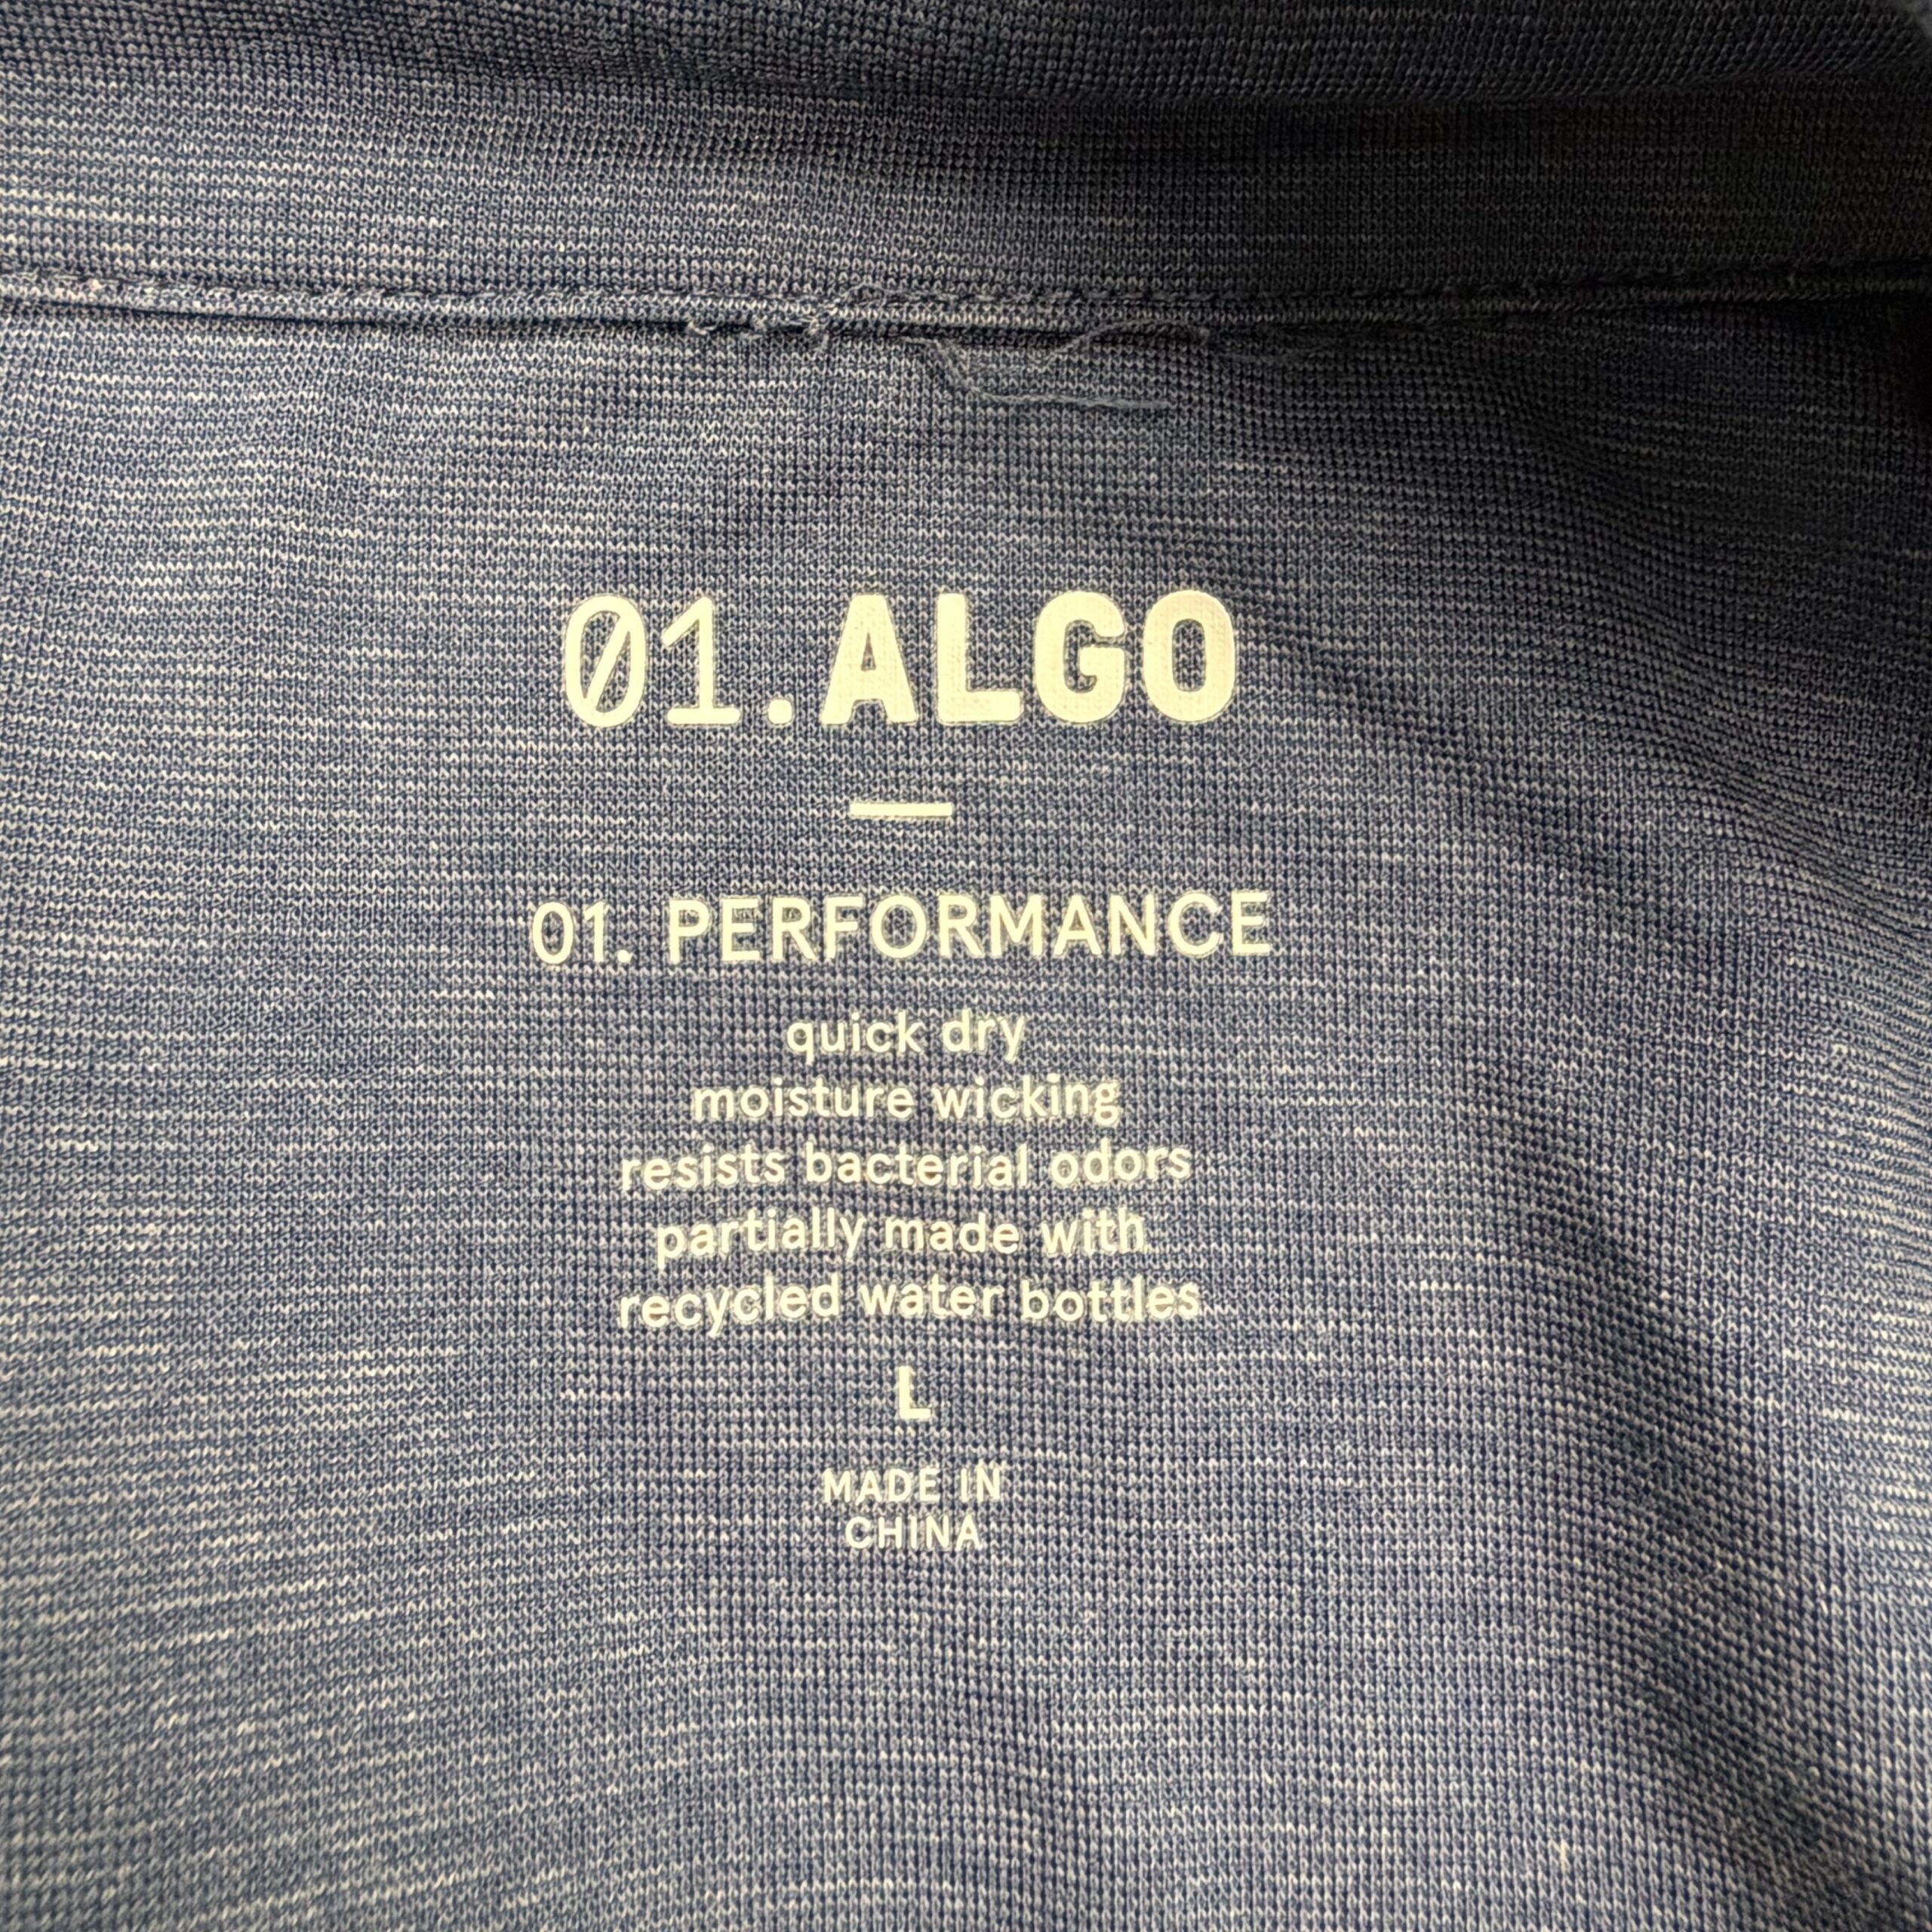 01.ALGO
01. PERFORMANCE
quick dry
moisture wicking
resists bacterial odors
partially made with
recycled water bottles
L
MADE IN
CHINA